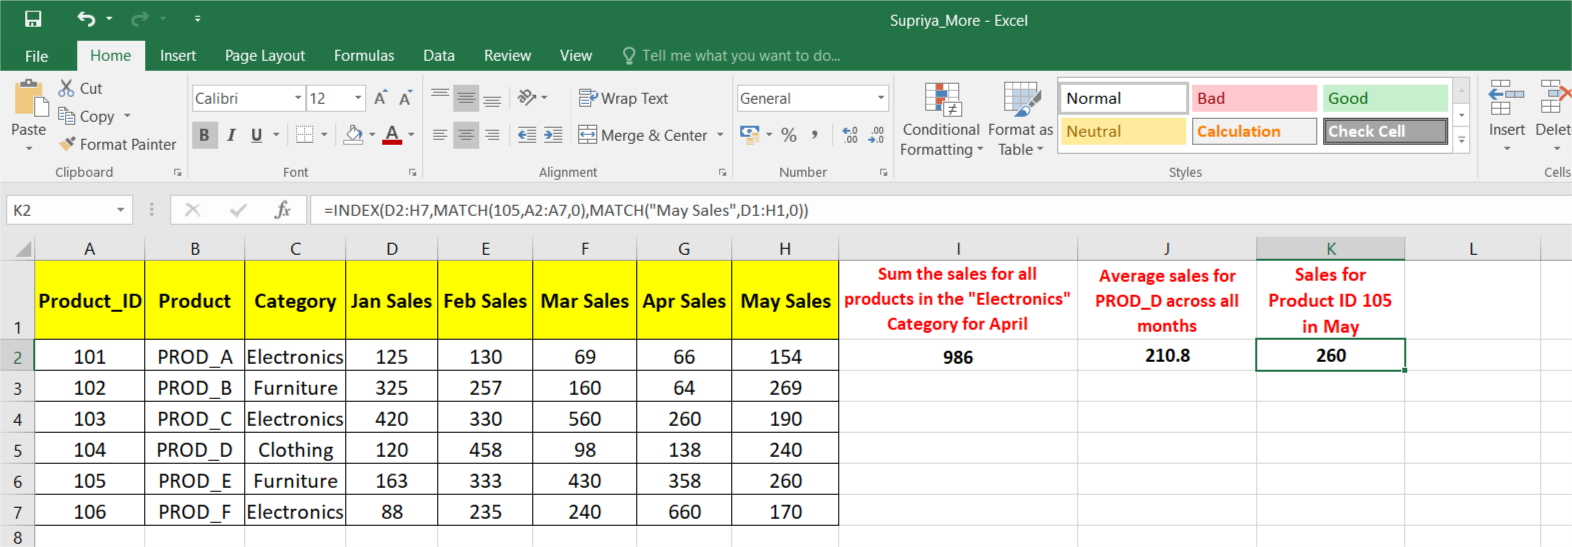 Supriya_More - Excel
File Home Insert Page Layout Formulas Data Review View Tell me what you want to do...
Paste
Cut
Copy
Format Painter
Clipboard
Calibri 12 A A
B I U A
Font
Wrap Text
Merge & Center
Alignment
General
% , .0 .00 .00 .0
Number
Conditional Formatting
Format as Table
Normal Bad Good
Neutral Calculation Check Cell
Styles
Insert Delet
Cells
K2 fx =INDEX(D2:H7,MATCH(105,A2:A7,0),MATCH("May Sales",D1:H1,0))
A B C D E F G H I J K L
1 Product_ID Product Category Jan Sales Feb Sales Mar Sales Apr Sales May Sales
Sum the sales for all
products in the "Electronics"
Category for April
Average sales for
PROD_D across all
months
Sales for
Product ID 105
in May
2 101 PROD_A Electronics 125 130 69 66 154 986 210.8 260
3 102 PROD_B Furniture 325 257 160 64 269
4 103 PROD_C Electronics 420 330 560 260 190
5 104 PROD_D Clothing 120 458 98 138 240
6 105 PROD_E Furniture 163 333 430 358 260
7 106 PROD_F Electronics 88 235 240 660 170
8